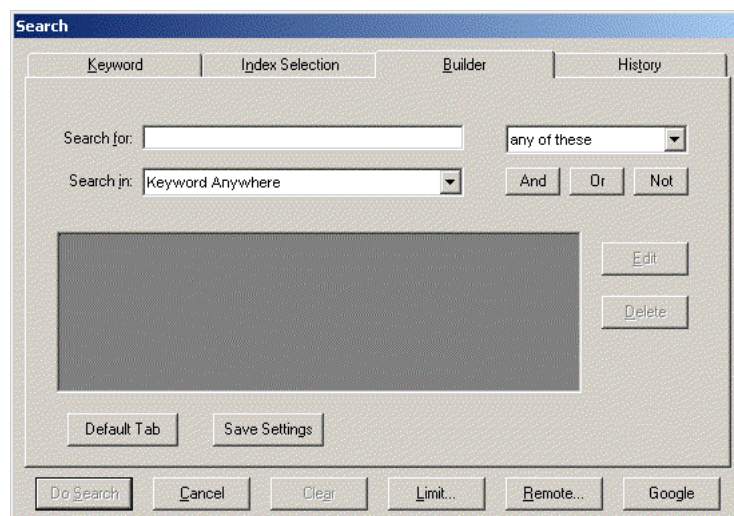 Search
Keyword Index Selection Builder History
Search for: any of these
Search in: Keyword Anywhere And Or Not
Edit
Delete
Default Tab Save Settings
Do Search Cancel Clear Limit... Remote... Google